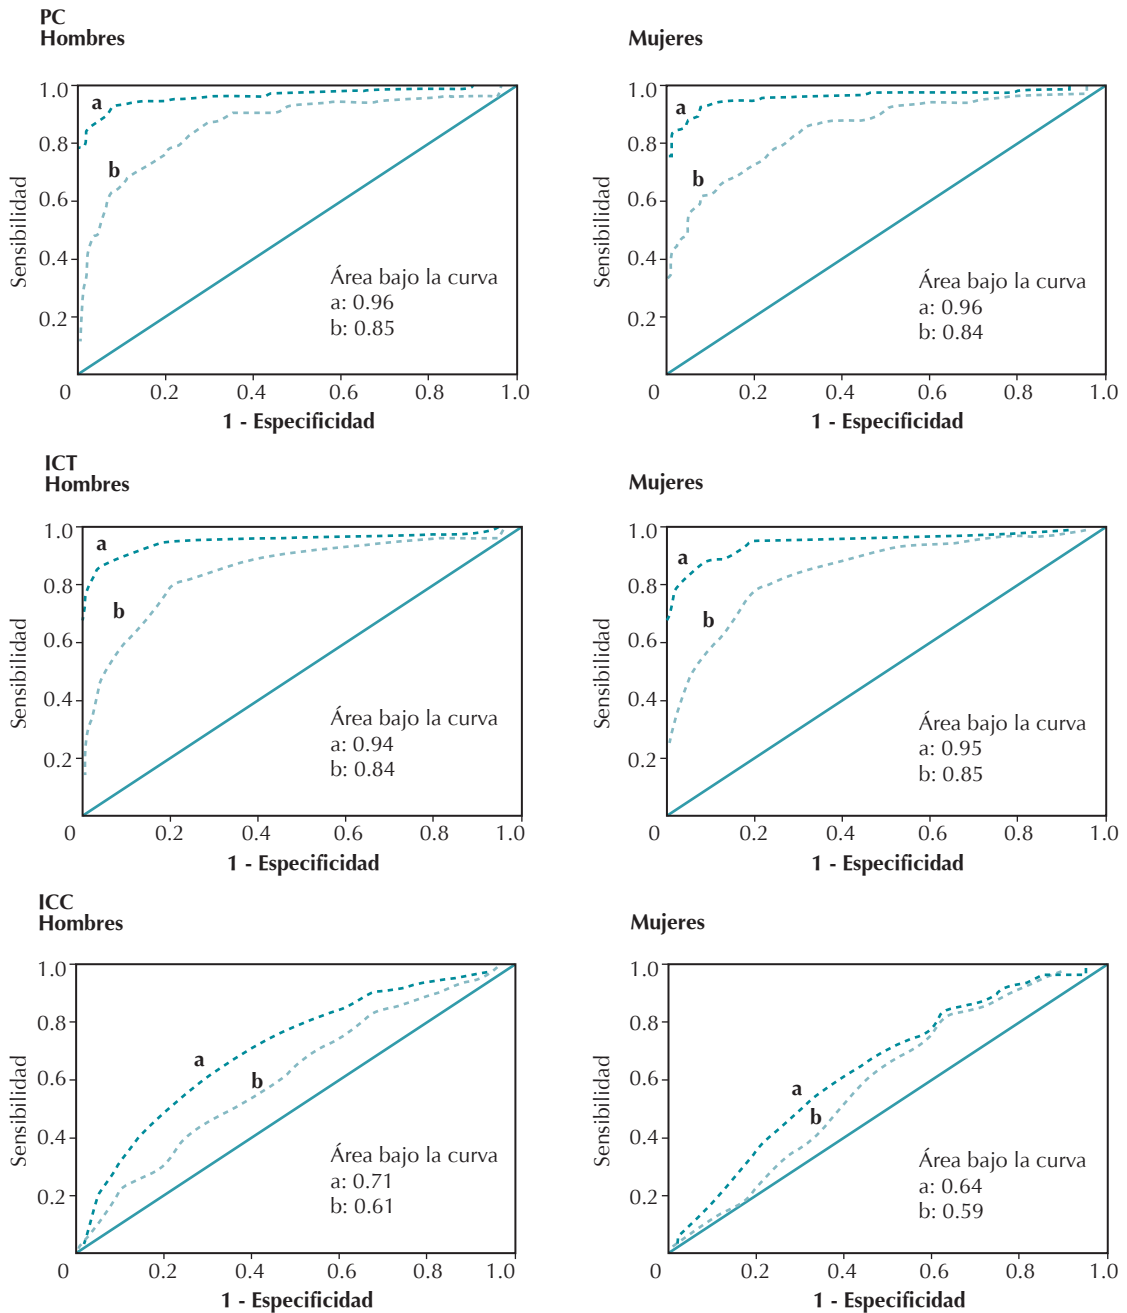 PC
Hombres
1.0
0.8
0.6
0.4
0.2
Sensibilidad
a
b
Área bajo la curva
a: 0.96
b: 0.85
0 0.2 0.4 0.6 0.8 1.0
1 - Especificidad
Mujeres
1.0
0.8
0.6
0.4
0.2
Sensibilidad
a
b
Área bajo la curva
a: 0.96
b: 0.84
0 0.2 0.4 0.6 0.8 1.0
1 - Especificidad
ICT
Hombres
1.0
0.8
0.6
0.4
0.2
Sensibilidad
a
b
Área bajo la curva
a: 0.94
b: 0.84
0 0.2 0.4 0.6 0.8 1.0
1 - Especificidad
Mujeres
1.0
0.8
0.6
0.4
0.2
Sensibilidad
a
b
Área bajo la curva
a: 0.95
b: 0.85
0 0.2 0.4 0.6 0.8 1.0
1 - Especificidad
ICC
Hombres
1.0
0.8
0.6
0.4
0.2
Sensibilidad
a
b
Área bajo la curva
a: 0.71
b: 0.61
0 0.2 0.4 0.6 0.8 1.0
1 - Especificidad
Mujeres
1.0
0.8
0.6
0.4
0.2
Sensibilidad
a
b
Área bajo la curva
a: 0.64
b: 0.59
0 0.2 0.4 0.6 0.8 1.0
1 - Especificidad